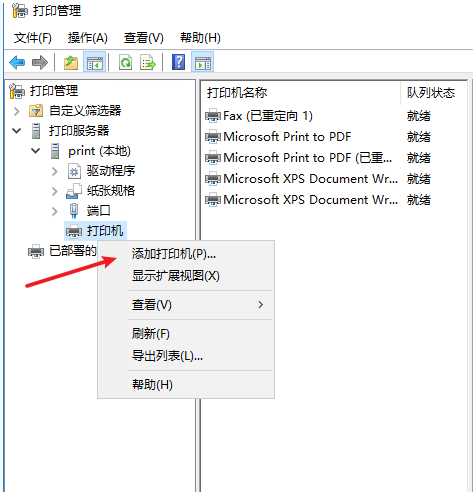 打印管理
文件(F) 操作(A) 查看(V) 帮助(H)
打印管理
自定义筛选器
打印服务器
print (本地)
驱动程序
纸张规格
端口
打印机
已部署的
打印机名称 队列状态
Fax (已重定向 1) 就绪
Microsoft Print to PDF 就绪
Microsoft Print to PDF (已重... 就绪
Microsoft XPS Document Wr... 就绪
Microsoft XPS Document Wr... 就绪
添加打印机(P)...
显示扩展视图(X)
查看(V)
刷新(F)
导出列表(L)...
帮助(H)